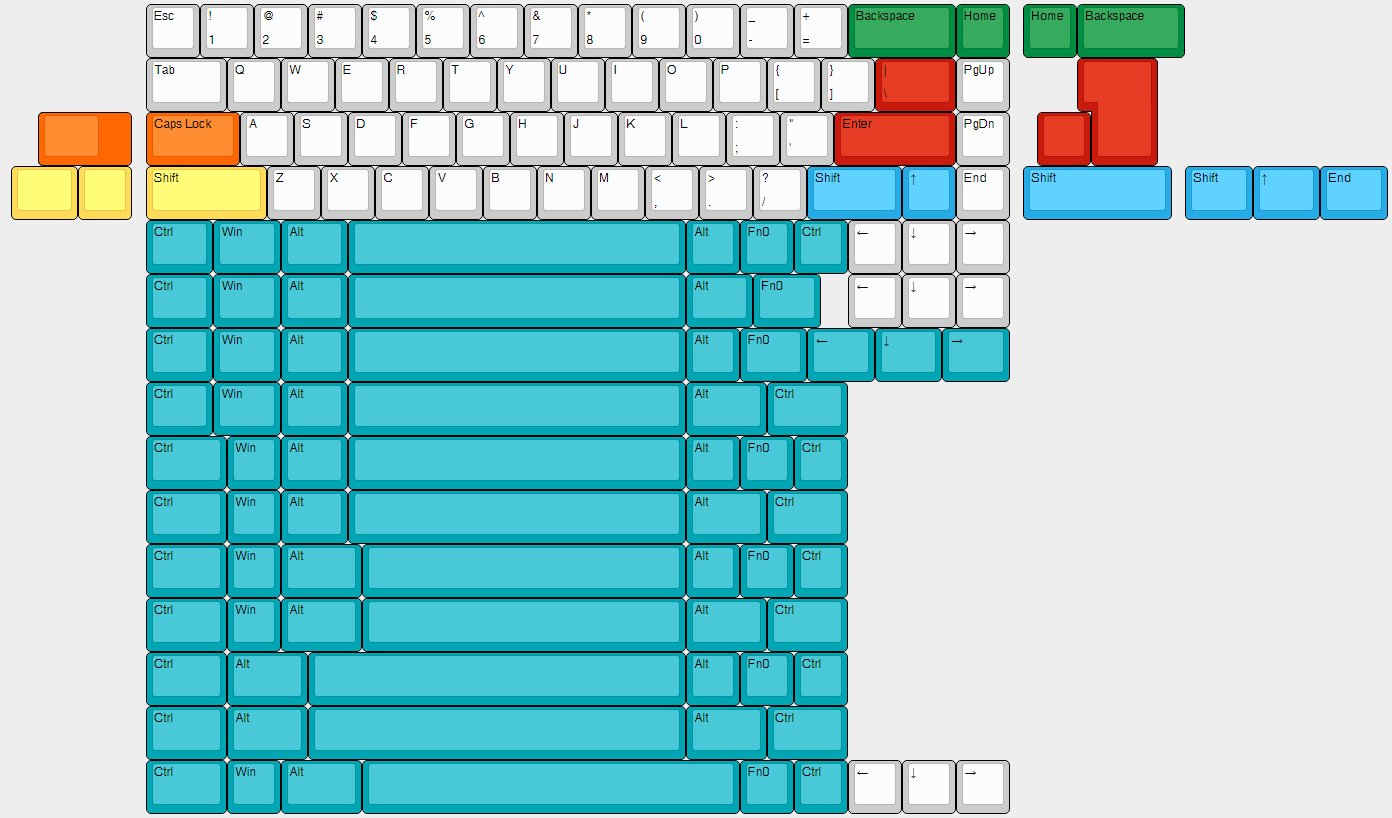 Esc ! @ # $ % ^ & * ( ) _ + Backspace Home Home Backspace
1 2 3 4 5 6 7 8 9 0 - =
Tab Q W E R T Y U I O P { } | PgUp
[ ] \
Caps Lock A S D F G H J K L : " Enter PgDn
; '
Shift Z X C V B N M < > ? Shift ↑ End Shift Shift ↑ End
, . /
Ctrl Win Alt Alt Fn0 Ctrl ← ↓ →
Ctrl Win Alt Alt Fn0 ← ↓ →
Ctrl Win Alt Alt Fn0 ← ↓ →
Ctrl Win Alt Alt Ctrl
Ctrl Win Alt Alt Fn0 Ctrl
Ctrl Win Alt Alt Ctrl
Ctrl Win Alt Alt Fn0 Ctrl
Ctrl Win Alt Alt Ctrl
Ctrl Alt Alt Fn0 Ctrl
Ctrl Alt Alt Ctrl
Ctrl Win Alt Fn0 Ctrl ← ↓ →